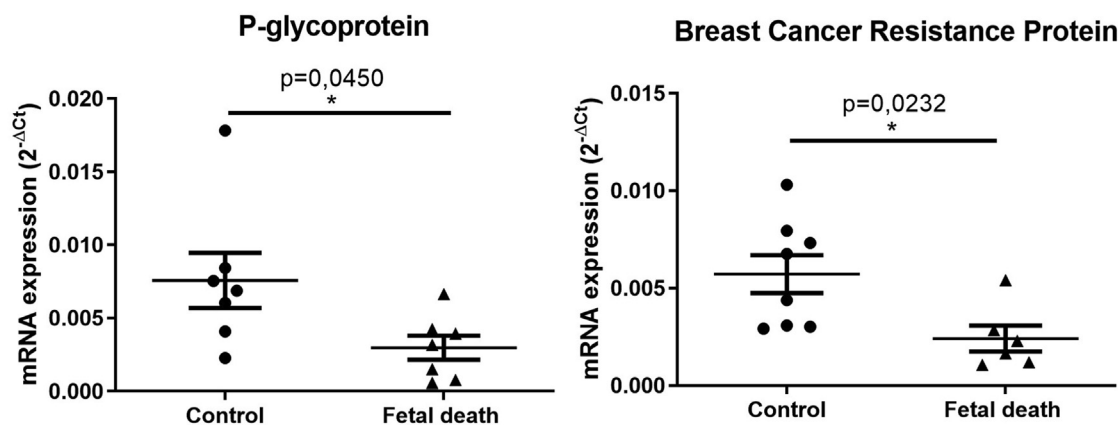 P-glycoprotein
p=0,0450
*
mRNA expression (2^-ΔCt)
0.020
0.015
0.010
0.005
0.000
Control
Fetal death
Breast Cancer Resistance Protein
p=0,0232
*
mRNA expression (2^-ΔCt)
0.015
0.010
0.005
0.000
Control
Fetal death